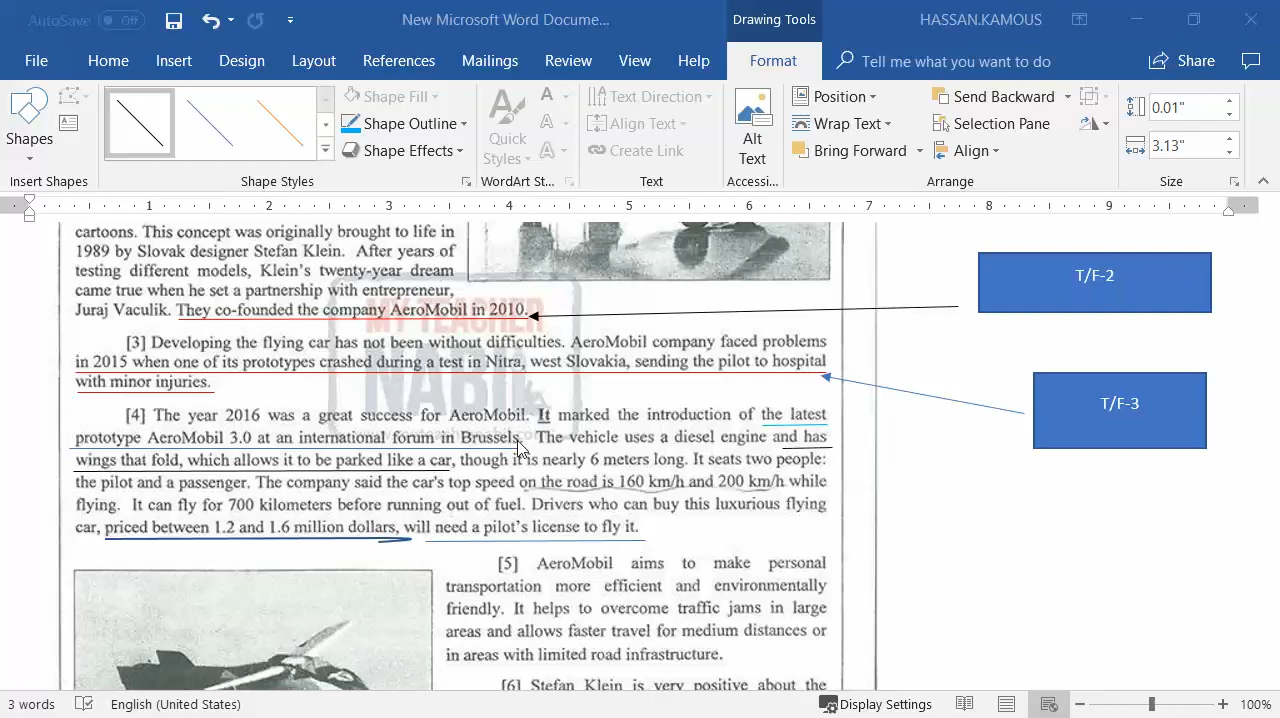 AutoSave Off
New Microsoft Word Docume...
Drawing Tools
HASSAN.KAMOUS
File Home Insert Design Layout References Mailings Review View Help Format Tell me what you want to do Share
Shapes
Insert Shapes
Shape Fill
Shape Outline
Shape Effects
Shape Styles
Quick
Styles
WordArt St...
Text Direction
Align Text
Create Link
Text
Alt
Text
Accessi...
Position
Wrap Text
Bring Forward
Send Backward
Selection Pane
Align
Arrange
0.01"
3.13"
Size
1 2 3 4 5 6 7 8 9
cartoons. This concept was originally brought to life in
1989 by Slovak designer Stefan Klein. After years of
testing different models, Klein's twenty-year dream
came true when he set a partnership with entrepreneur,
Juraj Vaculik. They co-founded the company AeroMobil in 2010.
[3] Developing the flying car has not been without difficulties. AeroMobil company faced problems
in 2015 when one of its prototypes crashed during a test in Nitra, west Slovakia, sending the pilot to hospital
with minor injuries.
[4] The year 2016 was a great success for AeroMobil. It marked the introduction of the latest
prototype AeroMobil 3.0 at an international forum in Brussels. The vehicle uses a diesel engine and has
wings that fold, which allows it to be parked like a car, though it is nearly 6 meters long. It seats two people:
the pilot and a passenger. The company said the car's top speed on the road is 160 km/h and 200 km/h while
flying. It can fly for 700 kilometers before running out of fuel. Drivers who can buy this luxurious flying
car, priced between 1.2 and 1.6 million dollars, will need a pilot's license to fly it.
[5] AeroMobil aims to make personal
transportation more efficient and environmentally
friendly. It helps to overcome traffic jams in large
areas and allows faster travel for medium distances or
in areas with limited road infrastructure.
[6] Stefan Klein is very positive about the
MY TEACHER
NABIL
T/F-2
T/F-3
3 words English (United States) Display Settings 100%